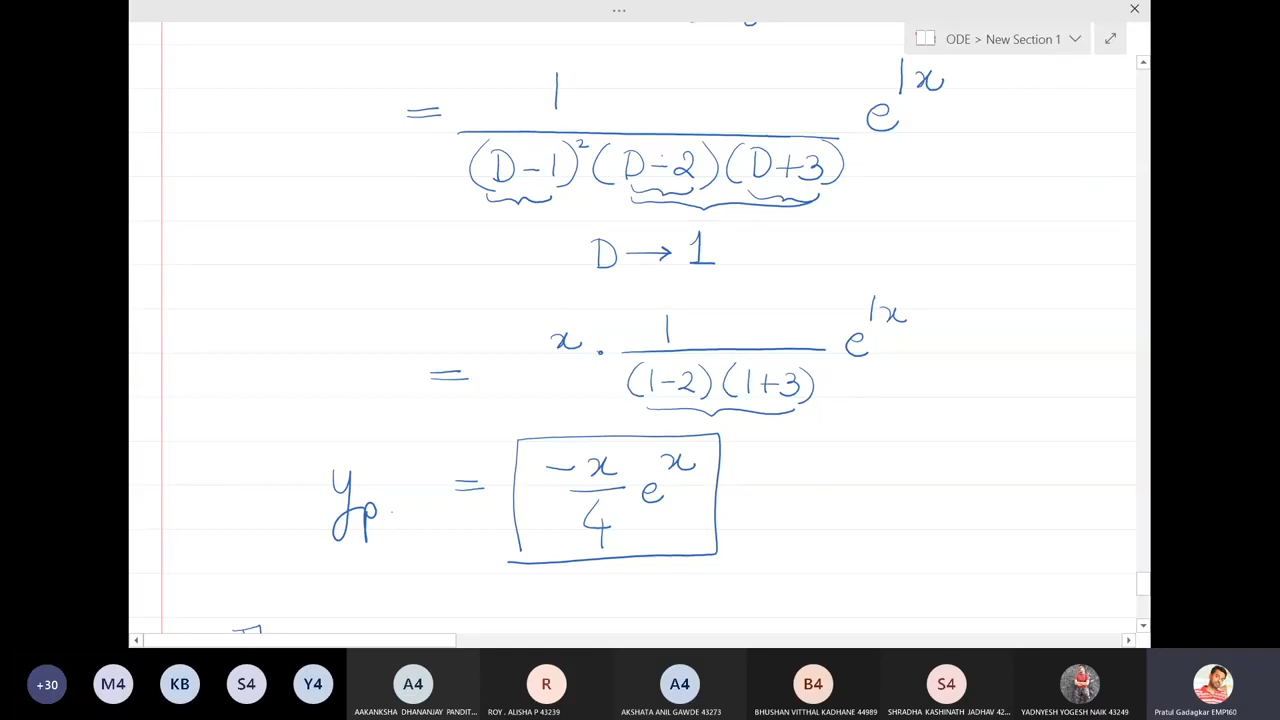 ODE > New Section 1
= 1 / (D-1)² (D-2) (D+3) e^{1x}
D → 1
= x . 1 / (1-2) (1+3) e^{1x}
y_p = -x/4 e^x
+30 M4 KB S4 Y4 A4 R A4 B4 S4
AAKANKSHA DHANANJAY PANDIT... ROY . ALISHA P 43239 AKSHATA ANIL GAWDE 43273 BHUSHAN VITTHAL KADHANE 44989 SHRADHA KASHINATH JADHAV 42... YADNYESH YOGESH NAIK 43249 Pratul Gadagkar EMP160